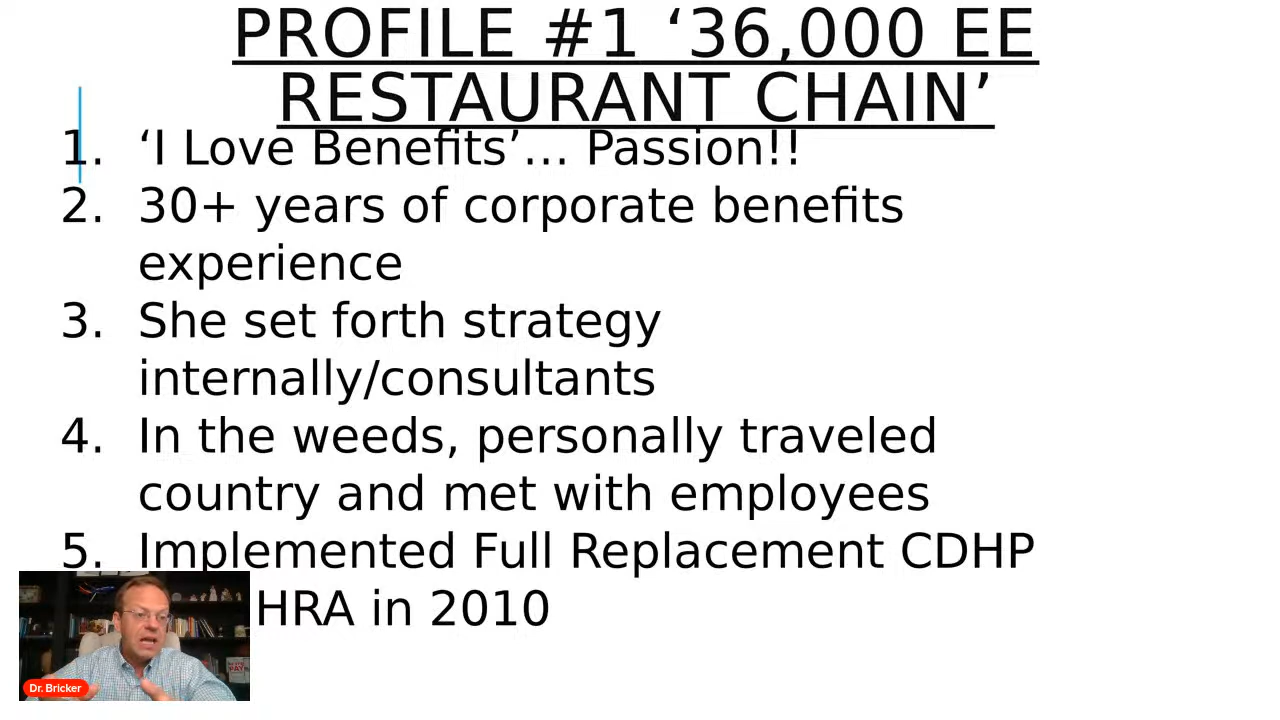 PROFILE #1 ‘36,000 EE
RESTAURANT CHAIN’
1. ‘I Love Benefits’... Passion!!
2. 30+ years of corporate benefits
experience
3. She set forth strategy
internally/consultants
4. In the weeds, personally traveled
country and met with employees
5. Implemented Full Replacement CDHP
HRA in 2010
Dr. Bricker